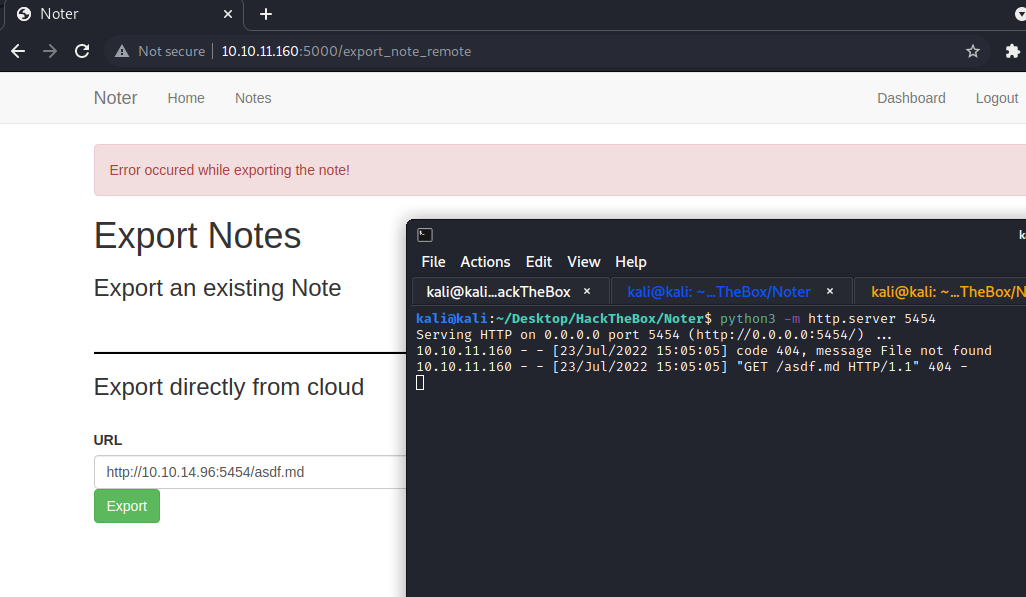 Noter
Not secure 10.10.11.160:5000/export_note_remote
Noter Home Notes Dashboard Logout
Error occured while exporting the note!
Export Notes
Export an existing Note
Export directly from cloud
URL
http://10.10.14.96:5454/asdf.md
Export
File Actions Edit View Help
kali@kali...ackTheBox kali@kali: ~...TheBox/Noter kali@kali: ~...TheBox/N
kali@kali:~/Desktop/HackTheBox/Noter$ python3 -m http.server 5454
Serving HTTP on 0.0.0.0 port 5454 (http://0.0.0.0:5454/) ...
10.10.11.160 - - [23/Jul/2022 15:05:05] code 404, message File not found
10.10.11.160 - - [23/Jul/2022 15:05:05] "GET /asdf.md HTTP/1.1" 404 -